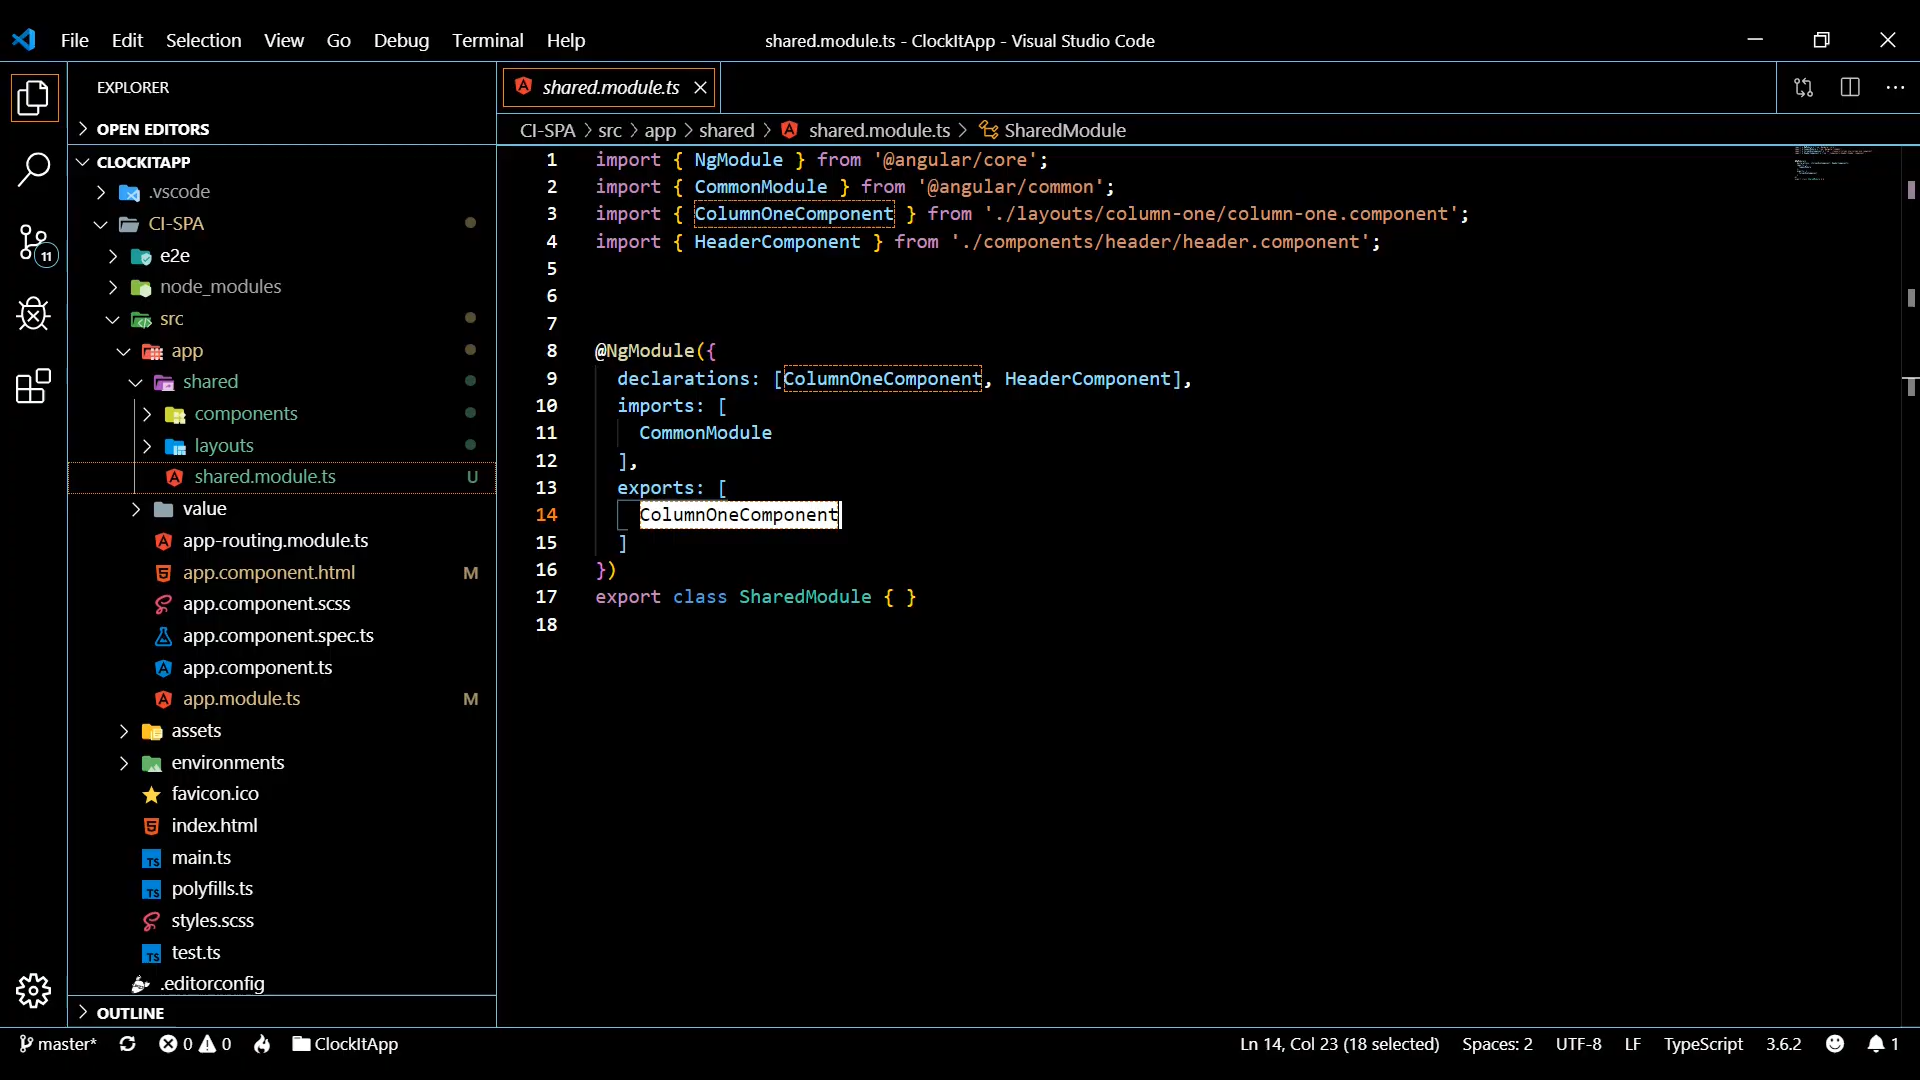 File Edit Selection View Go Debug Terminal Help
shared.module.ts - ClockItApp - Visual Studio Code
EXPLORER
OPEN EDITORS
CLOCKITAPP
.vscode
CI-SPA
e2e
node_modules
src
app
shared
components
layouts
shared.module.ts U
value
app-routing.module.ts
app.component.html M
app.component.scss
app.component.spec.ts
app.component.ts
app.module.ts M
assets
environments
favicon.ico
index.html
main.ts
polyfills.ts
styles.scss
test.ts
.editorconfig
OUTLINE
11
shared.module.ts
CI-SPA > src > app > shared > shared.module.ts > SharedModule
1 import { NgModule } from '@angular/core';
2 import { CommonModule } from '@angular/common';
3 import { ColumnOneComponent } from './layouts/column-one/column-one.component';
4 import { HeaderComponent } from './components/header/header.component';
5
6
7
8 @NgModule({
9 declarations: [ColumnOneComponent, HeaderComponent],
10 imports: [
11 CommonModule
12 ],
13 exports: [
14 ColumnOneComponent
15 ]
16 })
17 export class SharedModule { }
18
master* 0 0 ClockItApp
Ln 14, Col 23 (18 selected) Spaces: 2 UTF-8 LF TypeScript 3.6.2 1